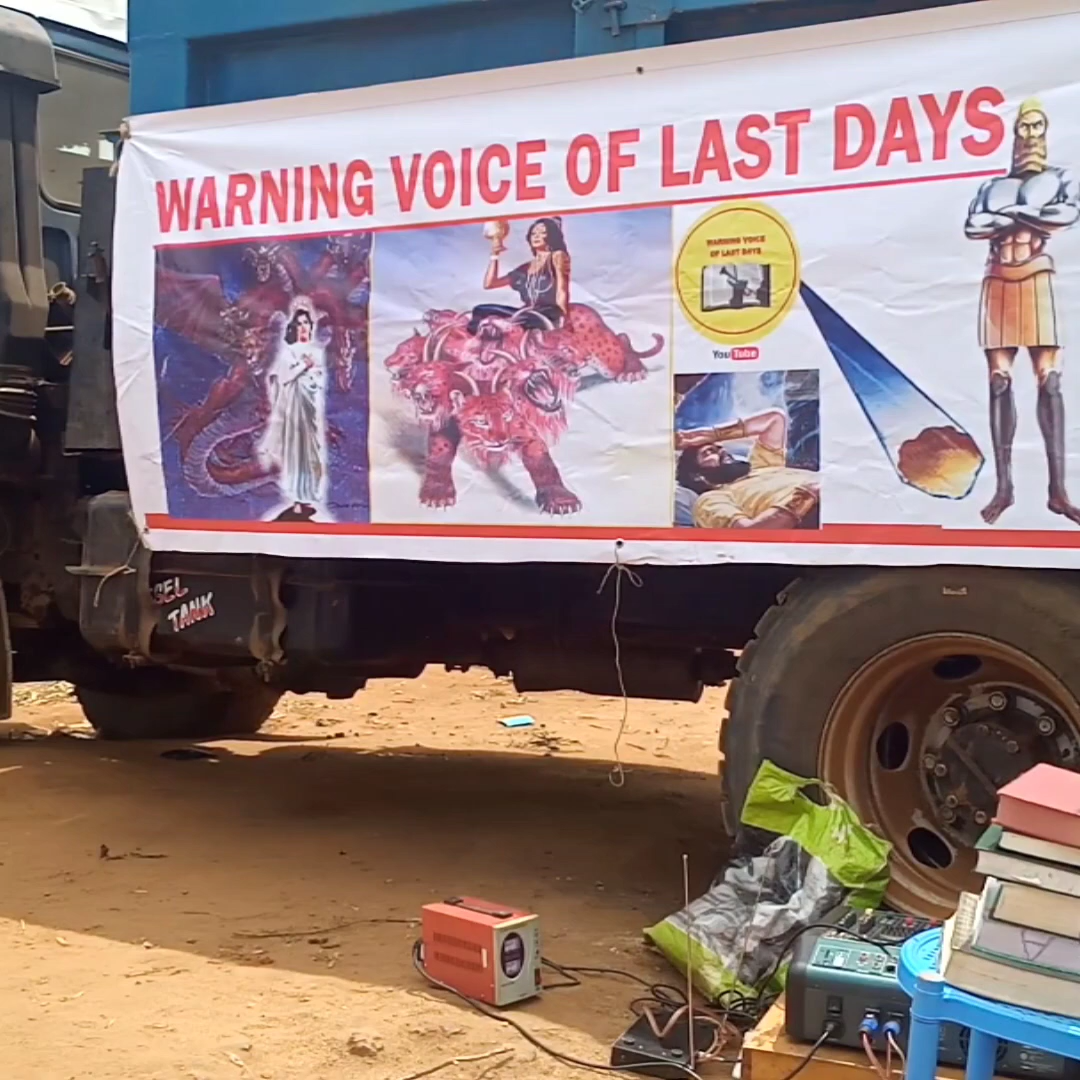 WARNING VOICE OF LAST DAYS
WARNING VOICE
OF LAST DAYS
YouTube
SEL
TANK